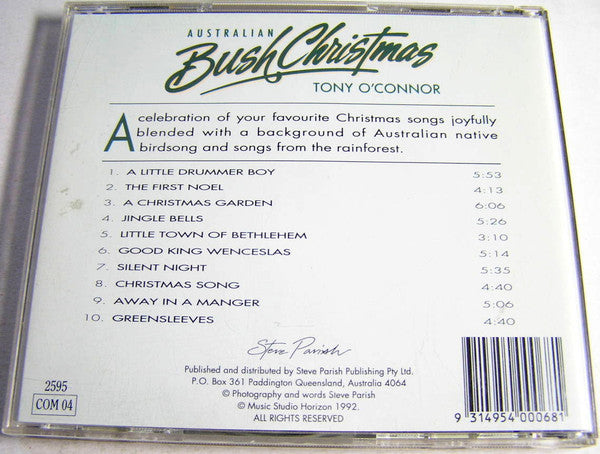 AUSTRALIAN
Bush Christmas
TONY O'CONNOR
A celebration of your favourite Christmas songs joyfully
blended with a background of Australian native
birdsong and songs from the rainforest.
1. A LITTLE DRUMMER BOY 5:53
2. THE FIRST NOEL 4:13
3. A CHRISTMAS GARDEN 6:06
4. JINGLE BELLS 5:26
5. LITTLE TOWN OF BETHLEHEM 3:10
6. GOOD KING WENCESLAS 5:14
7. SILENT NIGHT 5:35
8. CHRISTMAS SONG 4:40
9. AWAY IN A MANGER 5:06
10. GREENSLEEVES 4:40
Steve Parish
Published and distributed by Steve Parish Publishing Pty Ltd.
P.O. Box 361 Paddington Queensland, Australia 4064
© Photography and words Steve Parish
© Music Studio Horizon 1992.
ALL RIGHTS RESERVED
2595
COM 04
9 314954 000681